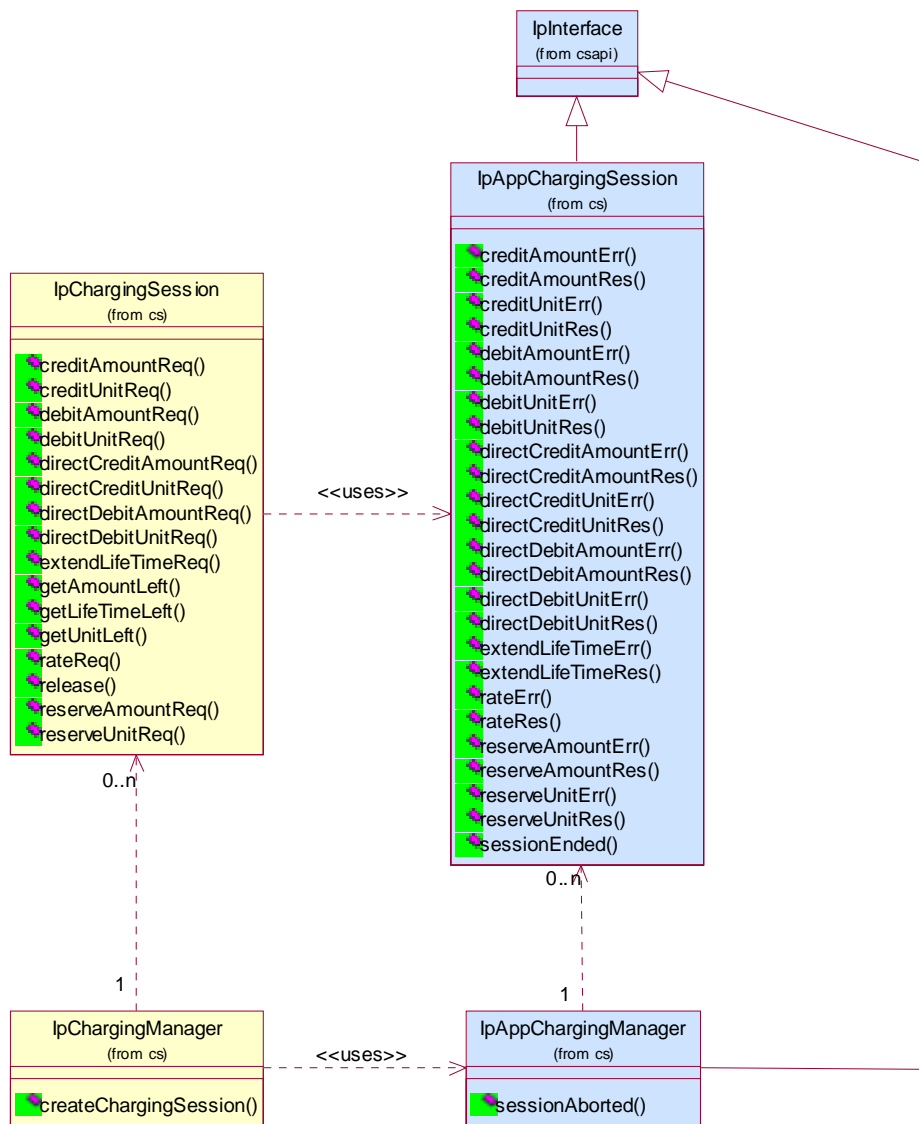 IpInterface
(from csapi)
IpAppChargingSession
(from cs)
creditAmountErr()
creditAmountRes()
creditUnitErr()
creditUnitRes()
debitAmountErr()
debitAmountRes()
debitUnitErr()
debitUnitRes()
directCreditAmountErr()
directCreditAmountRes()
directCreditUnitErr()
directCreditUnitRes()
directDebitAmountErr()
directDebitAmountRes()
directDebitUnitErr()
directDebitUnitRes()
extendLifeTimeErr()
extendLifeTimeRes()
rateErr()
rateRes()
reserveAmountErr()
reserveAmountRes()
reserveUnitErr()
reserveUnitRes()
sessionEnded()
IpChargingSession
(from cs)
creditAmountReq()
creditUnitReq()
debitAmountReq()
debitUnitReq()
directCreditAmountReq()
directCreditUnitReq()
directDebitAmountReq()
directDebitUnitReq()
extendLifeTimeReq()
getAmountLeft()
getLifeTimeLeft()
getUnitLeft()
rateReq()
release()
reserveAmountReq()
reserveUnitReq()
<<uses>>
0..n
0..n
1
1
IpChargingManager
(from cs)
createChargingSession()
<<uses>>
IpAppChargingManager
(from cs)
sessionAborted()